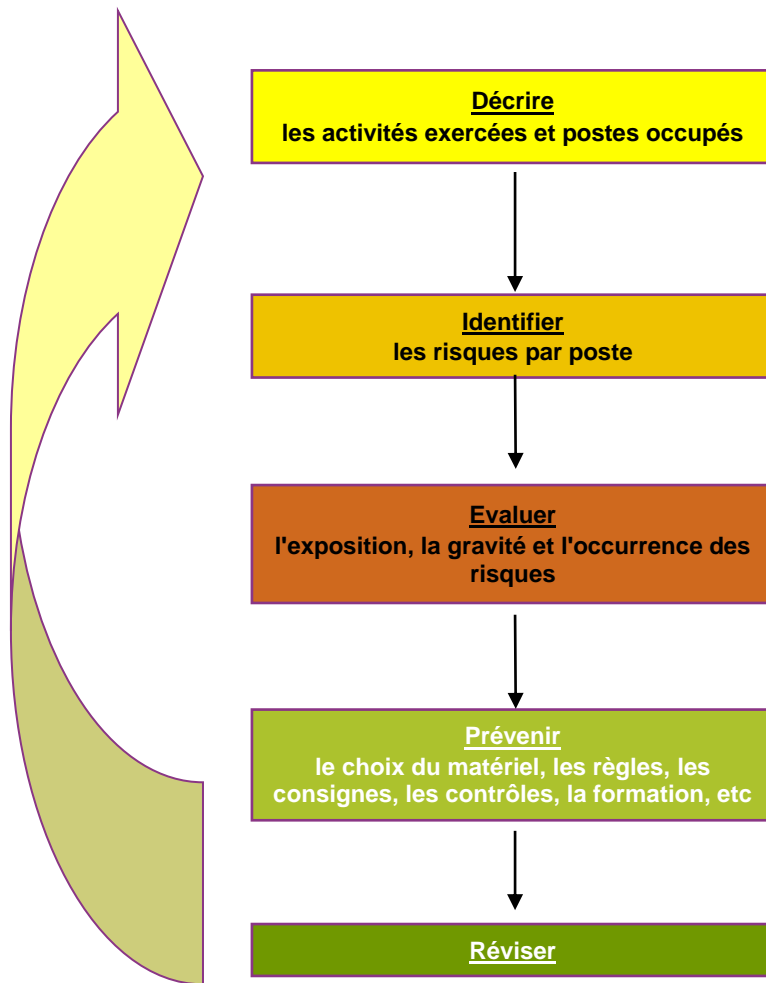 Décrire
les activités exercées et postes occupés
Identifier
les risques par poste
Evaluer
l'exposition, la gravité et l'occurrence des
risques
Prévenir
le choix du matériel, les règles, les
consignes, les contrôles, la formation, etc
Réviser